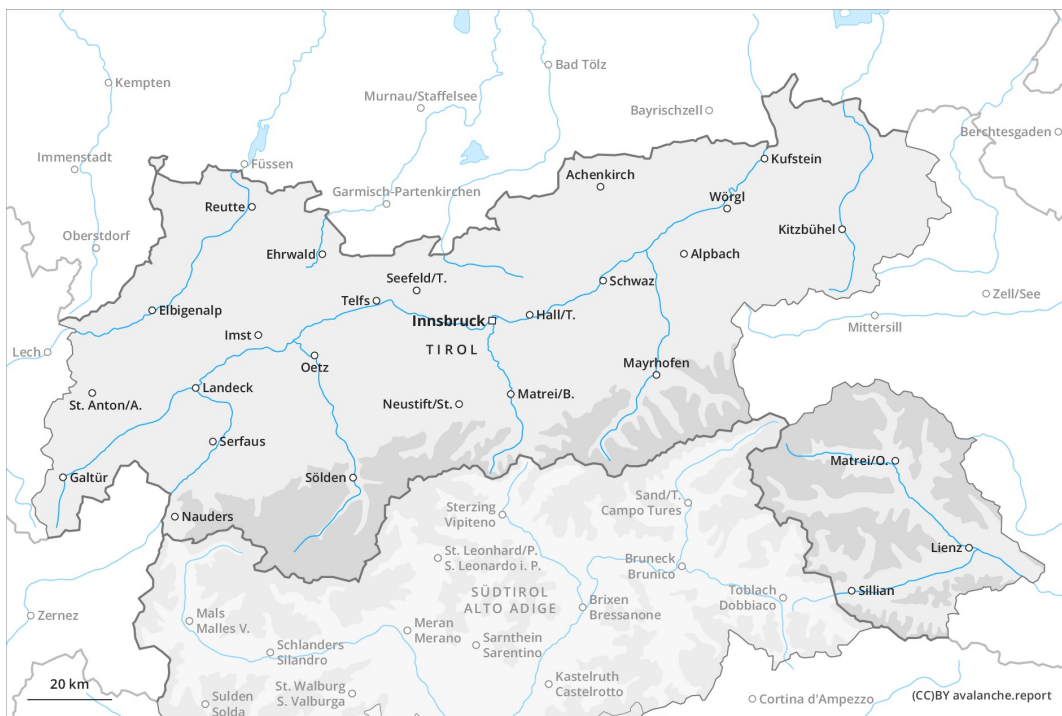 Kempten
Bad Tölz
Murnau/Staffelsee
Bayrischzell
Berchtesgaden
Immenstadt
Füssen
Kufstein
Achenkirch
Garmisch-Partenkirchen
Reutte
Wörgl
Kitzbühel
Oberstdorf
Ehrwald
Alpbach
Seefeld/T.
Schwaz
Zell/See
Telfs
Elbigenalp
Hall/T.
Innsbruck
Mittersill
Imst
TIROL
Lech
Oetz
Mayrhofen
Landeck
Matrei/B.
St. Anton/A.
Neustift/St.
Serfaus
Matrei/O.
Galtür
Sölden
Sand/T.
Campo Tures
Sterzing
Vipiteno
Nauders
Lienz
St. Leonhard/P.
S. Leonardo i. P.
Bruneck
Brunico
SÜDTIROL
ALTO ADIGE
Toblach
Dobbiaco
Sillian
Brixen
Bressanone
Zernez
Mals
Malles V.
Meran
Merano
Sarnthein
Sarentino
Schlanders
Silandro
20 km
St. Walburg
S. Valburga
Kastelruth
Castelrotto
Sulden
Solda
Cortina d'Ampezzo
(CC)BY avalanche.report